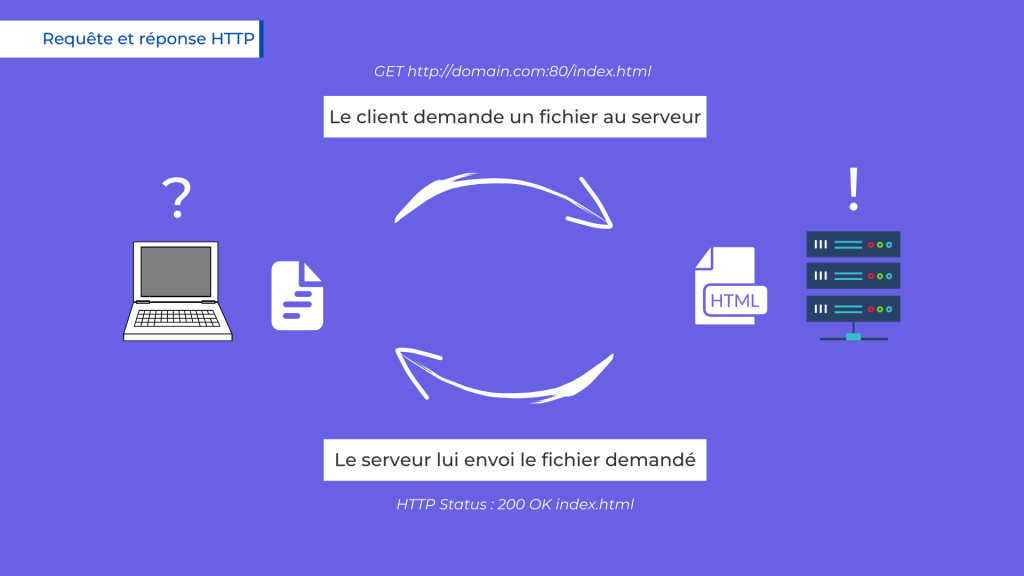 Requête et réponse HTTP
GET http://domain.com:80/index.html
Le client demande un fichier au serveur
?
!
HTML
Le serveur lui envoi le fichier demandé
HTTP Status : 200 OK index.html